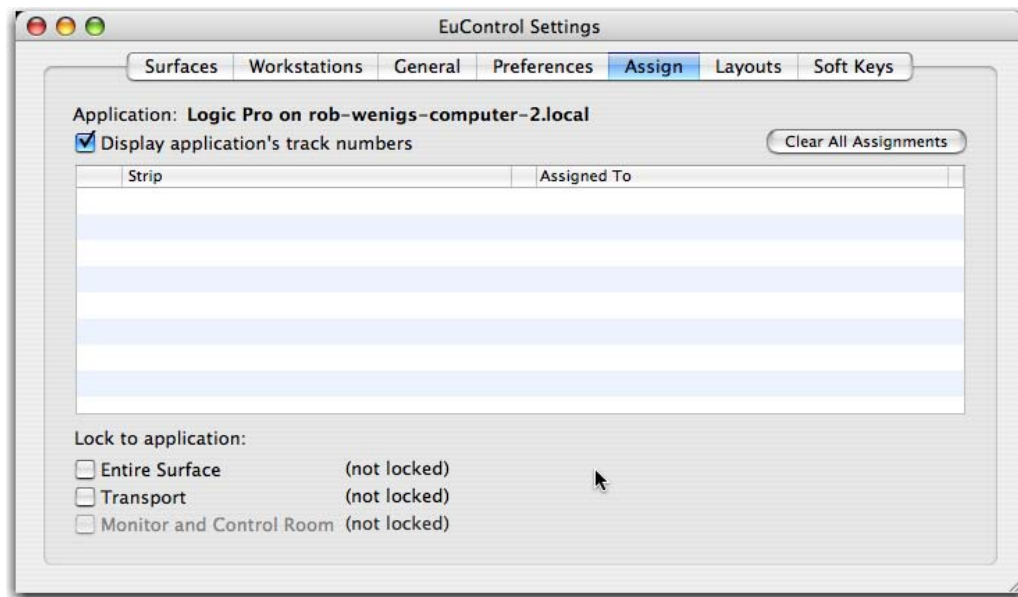 EuControl Settings
Surfaces Workstations General Preferences Assign Layouts Soft Keys
Application: Logic Pro on rob-wenigs-computer-2.local
Display application's track numbers Clear All Assignments
Strip Assigned To
Lock to application:
Entire Surface (not locked)
Transport (not locked)
Monitor and Control Room (not locked)